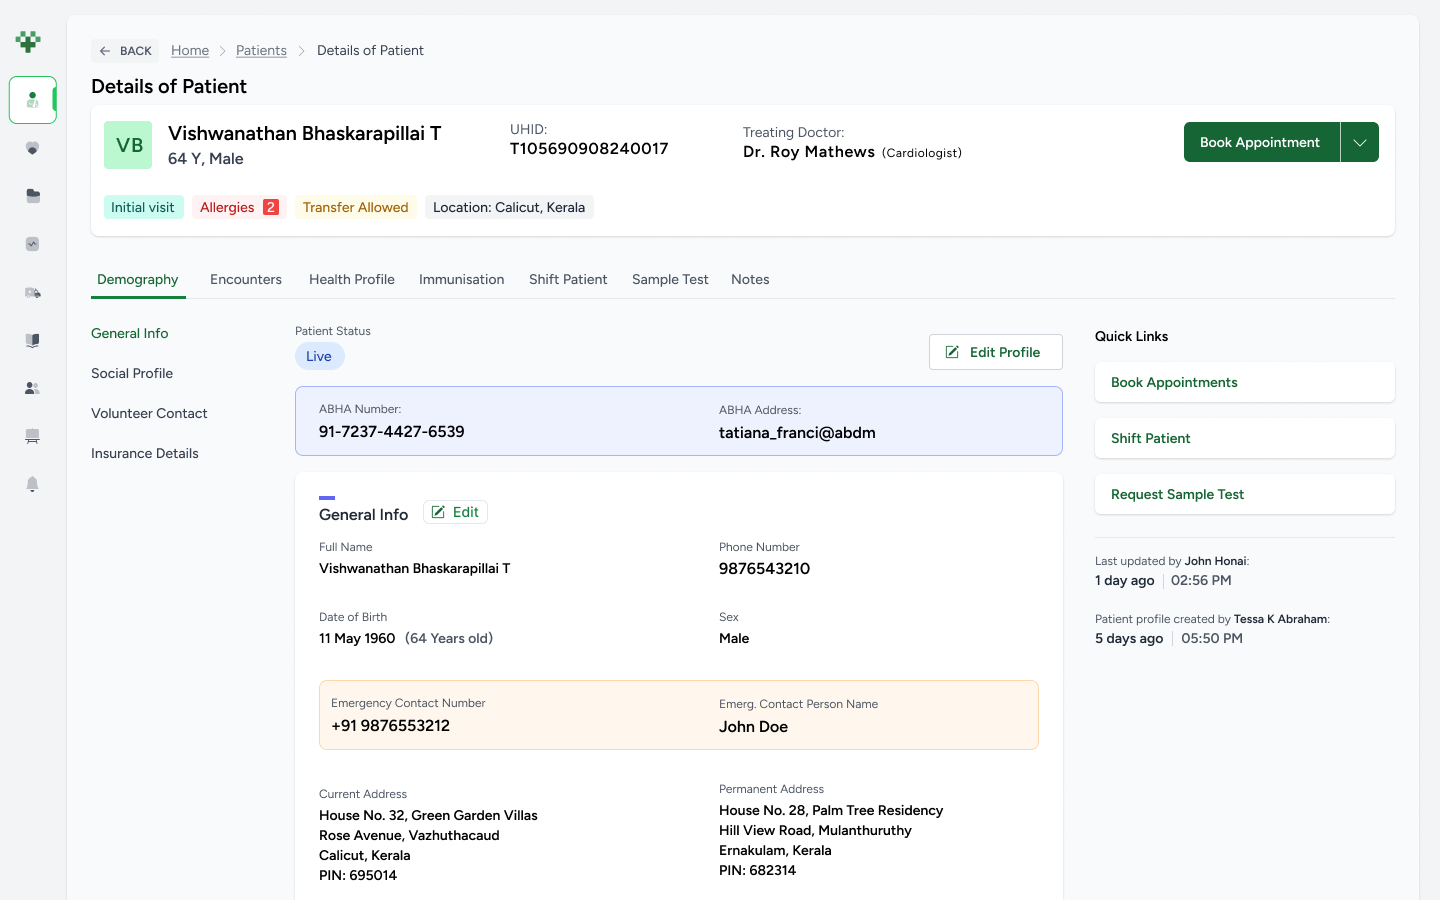 BACK
Home
Patients
Details of Patient
Details of Patient
VB
Vishwanathan Bhaskarapillai T
64 Y, Male
UHID:
T105690908240017
Treating Doctor:
Dr. Roy Mathews (Cardiologist)
Book Appointment
Initial visit
Allergies 2
Transfer Allowed
Location: Calicut, Kerala
Demography
Encounters
Health Profile
Immunisation
Shift Patient
Sample Test
Notes
General Info
Social Profile
Volunteer Contact
Insurance Details
Patient Status
Live
Edit Profile
ABHA Number:
91-7237-4427-6539
ABHA Address:
tatiana_franci@abdm
General Info
Edit
Full Name
Vishwanathan Bhaskarapillai T
Phone Number
9876543210
Date of Birth
11 May 1960 (64 Years old)
Sex
Male
Emergency Contact Number
+91 9876553212
Emerg. Contact Person Name
John Doe
Current Address
House No. 32, Green Garden Villas
Rose Avenue, Vazhuthacaud
Calicut, Kerala
PIN: 695014
Permanent Address
House No. 28, Palm Tree Residency
Hill View Road, Mulanthuruthy
Ernakulam, Kerala
PIN: 682314
Quick Links
Book Appointments
Shift Patient
Request Sample Test
Last updated by John Honai:
1 day ago 02:56 PM
Patient profile created by Tessa K Abraham:
5 days ago 05:50 PM